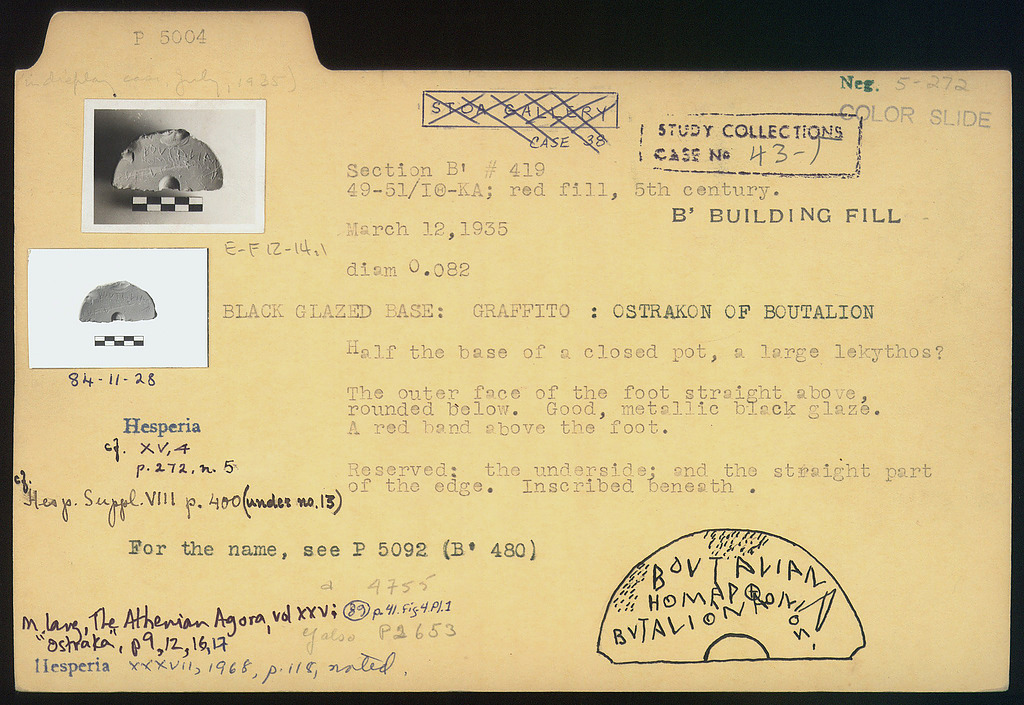 P 5004
display case July, 1935)
Neg. 5-272
COLOR SLIDE
STOA GALLERY
CASE 38
STUDY COLLECTIONS
CASE No 43-
Section B' # 419
49-51/IΘ-KA; red fill, 5th century.
B' BUILDING FILL
March 12,1935
E-F 12-14,1
diam 0.082
BLACK GLAZED BASE: GRAFFITO : OSTRAKON OF BOUTALION
Half the base of a closed pot, a large lekythos?
84-11-28
The outer face of the foot straight above,
rounded below. Good, metallic black glaze.
A red band above the foot.
Hesperia
cf. XV,4
p.272, n. 5
Reserved: the underside; and the straight part
of the edge. Inscribed beneath .
cf.
Hesp. Suppl. VIII p. 400 (under no. 13)
For the name, see P 5092 (B' 480)
4755
M. Lang, The Athenian Agora, vol XXV; 89 p.41. Fig 4. Pl. 1
"Ostraka", p 9, 12, 16, 17
also P2653
Hesperia XXXVII, 1968, p. 118, noted.
BOVTALIAN
BVTALION